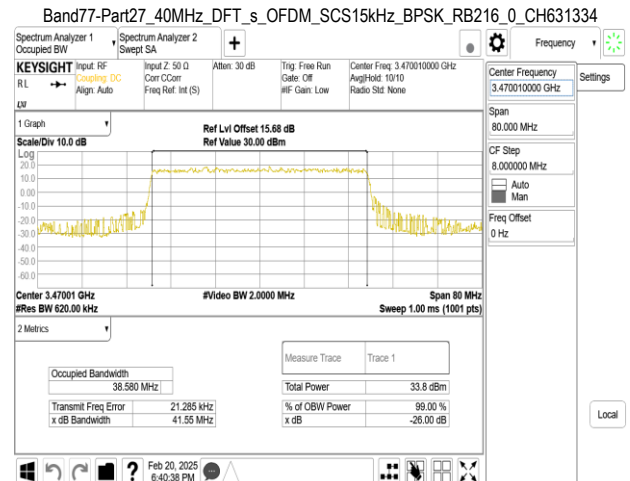 Band77-Part27_40MHz_DFT_s_OFDM_SCS15kHz_BPSK_RB216_0_CH631334
Spectrum Analyzer 1
Occupied BW
Spectrum Analyzer 2
Swept SA
Frequency
KEYSIGHT
RL
LXI
Input: RF
Coupling: DC
Align: Auto
Input Z: 50 Ω
Corr CCorr
Freq Ref: Int (S)
Atten: 30 dB
Trig: Free Run
Gate: Off
#IF Gain: Low
Center Freq: 3.470010000 GHz
Avg|Hold: 10/10
Radio Std: None
Center Frequency
3.470010000 GHz
Settings
Span
80.000 MHz
CF Step
8.000000 MHz
Auto
Man
Freq Offset
0 Hz
1 Graph
Scale/Div 10.0 dB
Ref Lvl Offset 15.68 dB
Ref Value 30.00 dBm
Log
20.0
10.0
0.00
-10.0
-20.0
-30.0
-40.0
-50.0
-60.0
Center 3.47001 GHz
#Res BW 620.00 kHz
#Video BW 2.0000 MHz
Span 80 MHz
Sweep 1.00 ms (1001 pts)
2 Metrics
Measure Trace Trace 1
Occupied Bandwidth
38.580 MHz
Total Power 33.8 dBm
Transmit Freq Error 21.285 kHz
% of OBW Power 99.00 %
x dB Bandwidth 41.55 MHz
x dB -26.00 dB
Local
?
Feb 20, 2025
6:40:38 PM